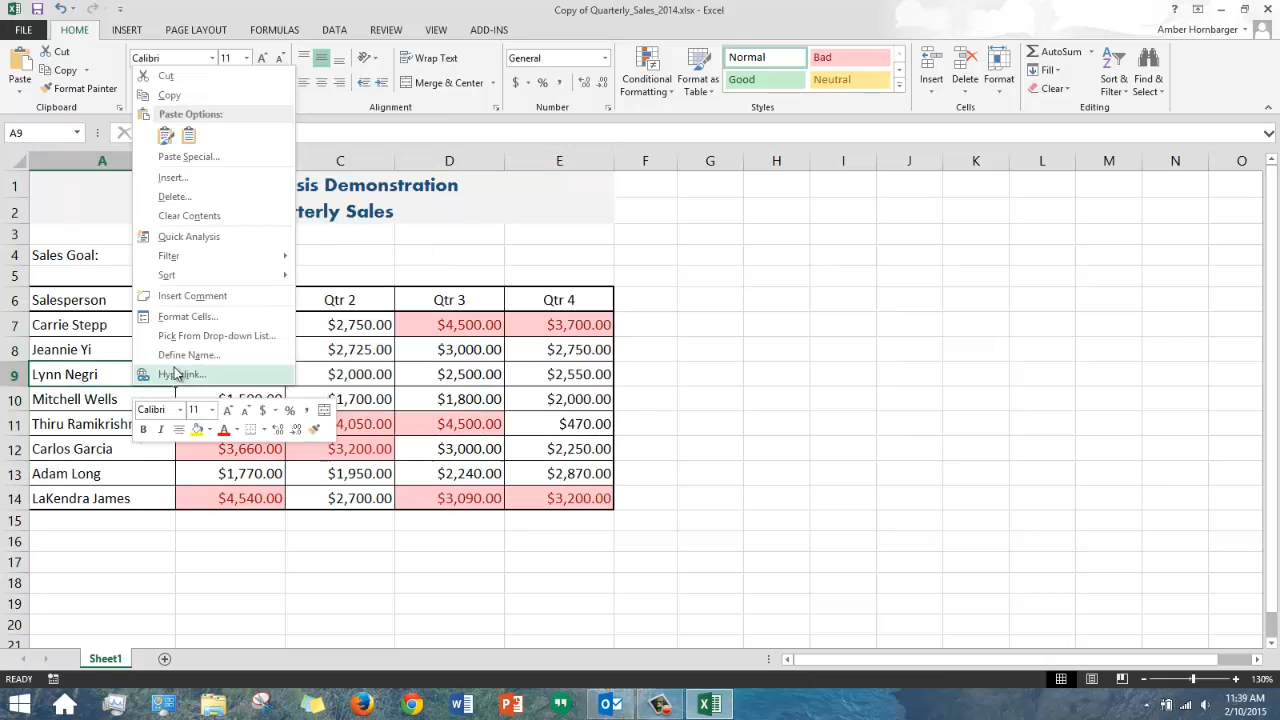 Copy of Quarterly_Sales_2014.xlsx - Excel
FILE HOME INSERT PAGE LAYOUT FORMULAS DATA REVIEW VIEW ADD-INS Amber Hornbarger
Paste
Cut
Copy
Format Painter
Clipboard
Calibri 11
Wrap Text
Merge & Center
Alignment
General
$ % ,
Number
Conditional Formatting
Format as Table
Normal Bad
Good Neutral
Styles
Insert Delete Format
Cells
AutoSum
Fill
Clear
Sort & Filter
Find & Select
Editing
A9
Cut
Copy
Paste Options:
Paste Special...
Insert...
Delete...
Clear Contents
Quick Analysis
Filter
Sort
Insert Comment
Format Cells...
Pick From Drop-down List...
Define Name...
Calibri 11 $ % ,
B I A
A C D E F G H I J K L M N O
1 sis Demonstration
2 terly Sales
3
4 Sales Goal:
5
6 Salesperson Qtr 2 Qtr 3 Qtr 4
7 Carrie Stepp $2,750.00 $4,500.00 $3,700.00
8 Jeannie Yi $2,725.00 $3,000.00 $2,750.00
9 Lynn Negri $2,000.00 $2,500.00 $2,550.00
10 Mitchell Wells $1,700.00 $1,800.00 $2,000.00
11 Thiru Ramikrishn 4,050.00 $4,500.00 $470.00
12 Carlos Garcia $3,660.00 $3,200.00 $3,000.00 $2,250.00
13 Adam Long $1,770.00 $1,950.00 $2,240.00 $2,870.00
14 LaKendra James $4,540.00 $2,700.00 $3,090.00 $3,200.00
15
16
17
18
19
20
21
Sheet1
READY 130%
11:39 AM
2/10/2015